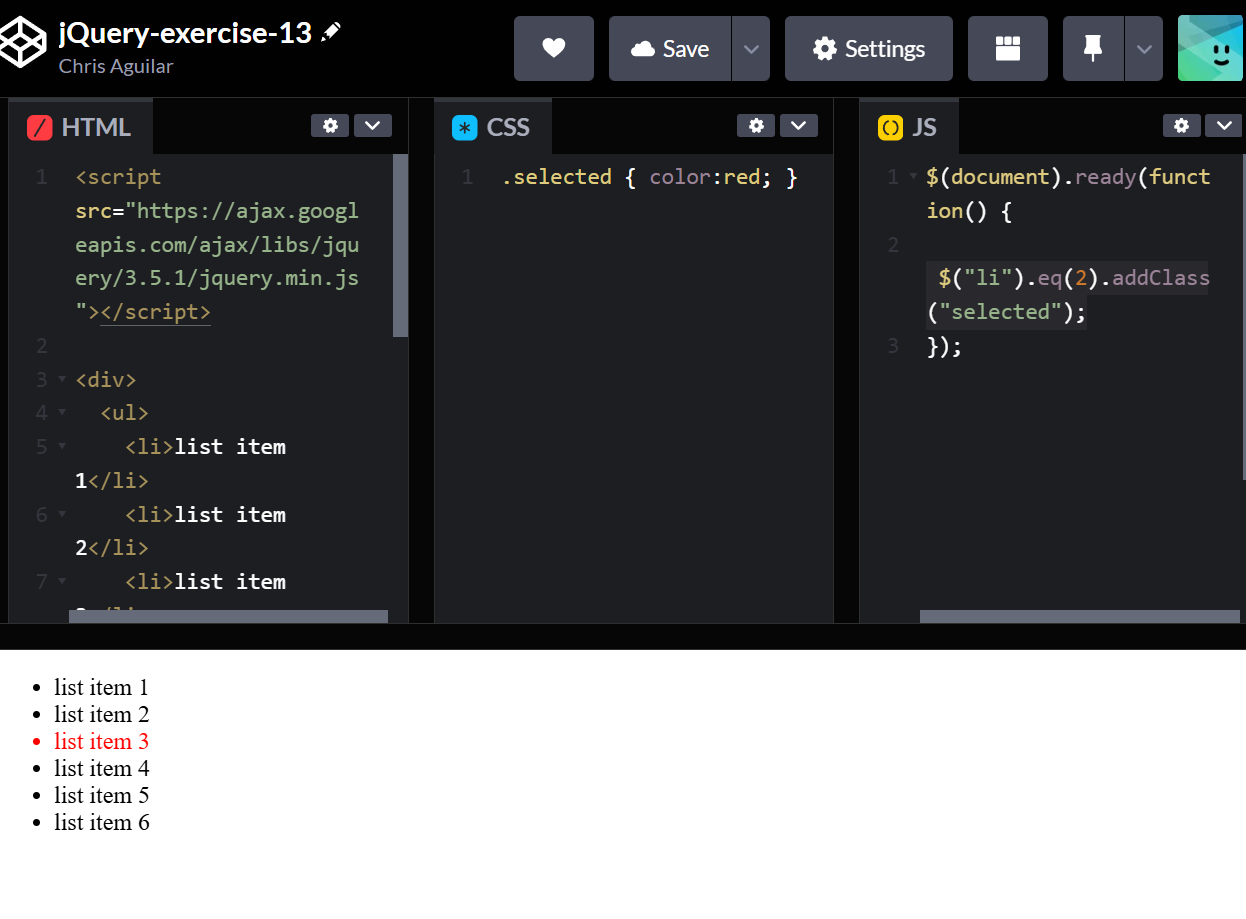 jQuery-exercise-13
Chris Aguilar
Save
Settings
HTML
CSS
JS
1 <script
src="https://ajax.googl
eapis.com/ajax/libs/jqu
ery/3.5.1/jquery.min.js
"></script>
2
3 <div>
4 <ul>
5 <li>list item
1</li>
6 <li>list item
2</li>
7 <li>list item
1 .selected { color:red; }
1 $(document).ready(funct
ion() {
2
$("li").eq(2).addClass
("selected");
3 });
• list item 1
• list item 2
• list item 3
• list item 4
• list item 5
• list item 6